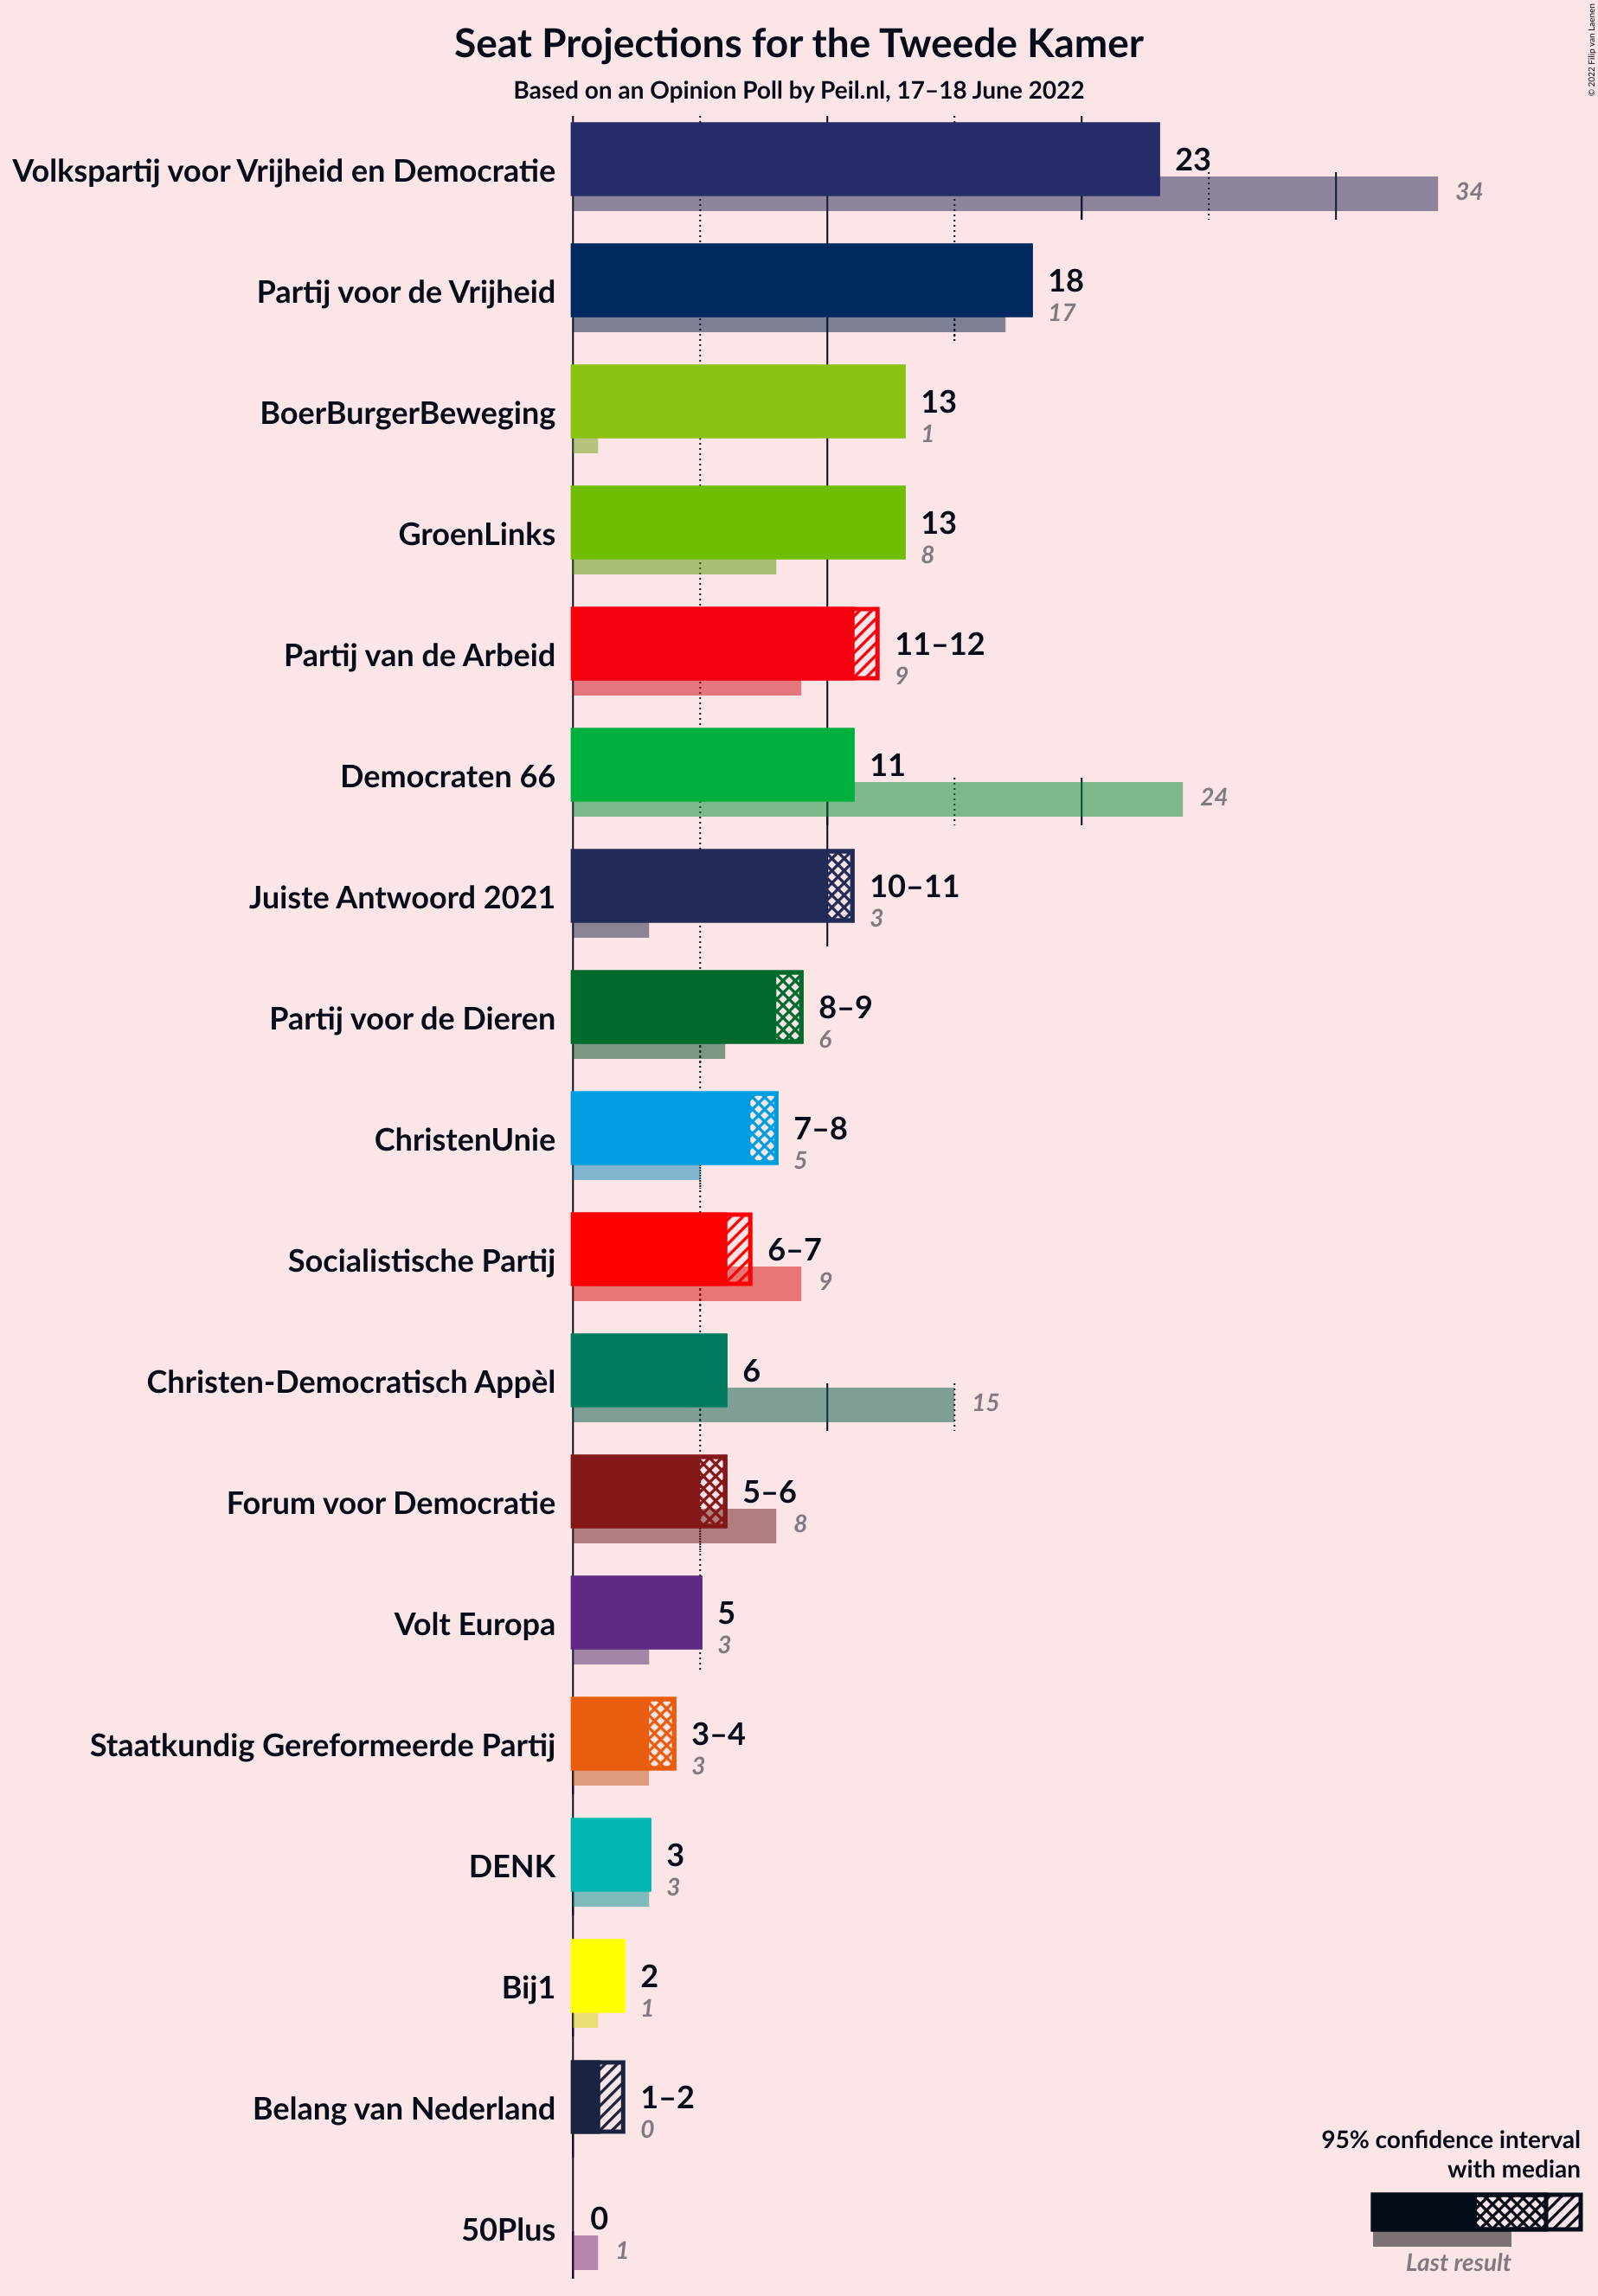 Seat Projections for the Tweede Kamer
Based on an Opinion Poll by Peil.nl, 17–18 June 2022
© 2022 Filip van Laenen
Volkspartij voor Vrijheid en Democratie
23
34
Partij voor de Vrijheid
18
17
BoerBurgerBeweging
13
1
GroenLinks
13
8
Partij van de Arbeid
11–12
9
Democraten 66
11
24
Juiste Antwoord 2021
10–11
3
Partij voor de Dieren
8–9
6
ChristenUnie
7–8
5
Socialistische Partij
6–7
9
Christen-Democratisch Appèl
6
15
Forum voor Democratie
5–6
8
Volt Europa
5
3
Staatkundig Gereformeerde Partij
3–4
3
DENK
3
3
Bij1
2
1
Belang van Nederland
1–2
0
50Plus
0
1
95% confidence interval
with median
Last result